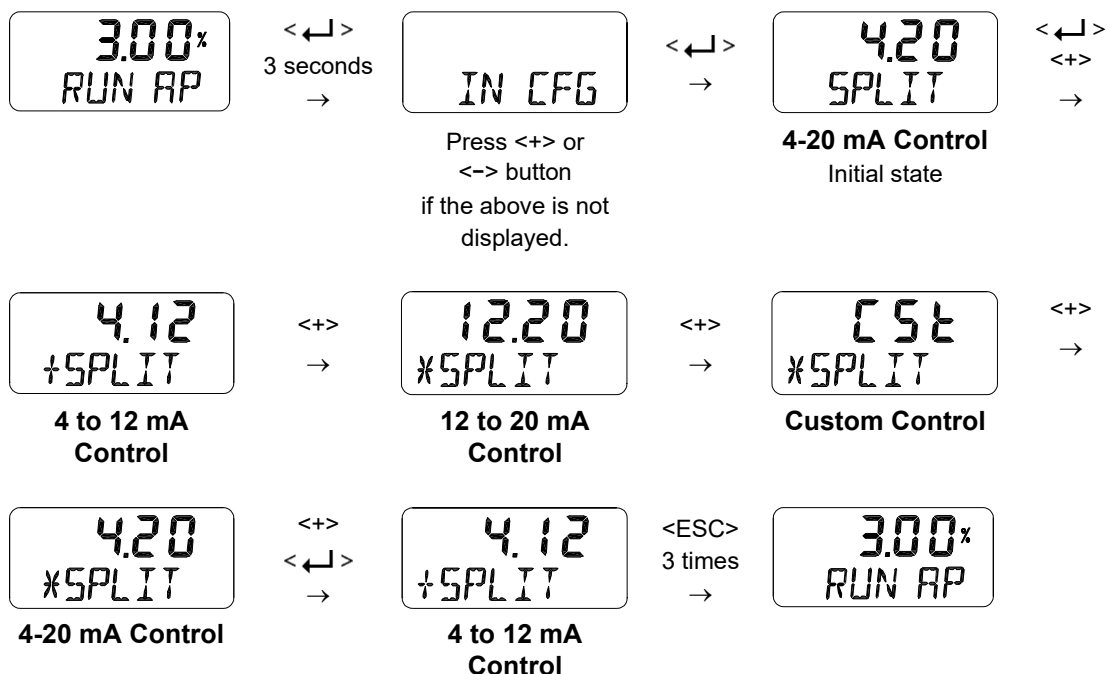 3.00%
RUN AP
< ↵ >
3 seconds
→
IN CFG
Press <+> or
<−> button
if the above is not
displayed.
< ↵ >
→
4.20
SPLIT
4-20 mA Control
Initial state
< ↵ >
<+>
→
4.12
+SPLIT
4 to 12 mA
Control
<+>
→
12.20
*SPLIT
12 to 20 mA
Control
<+>
→
CSt
*SPLIT
Custom Control
<+>
→
4.20
*SPLIT
4-20 mA Control
<+>
< ↵ >
→
4.12
+SPLIT
4 to 12 mA
Control
<ESC>
3 times
→
3.00%
RUN AP